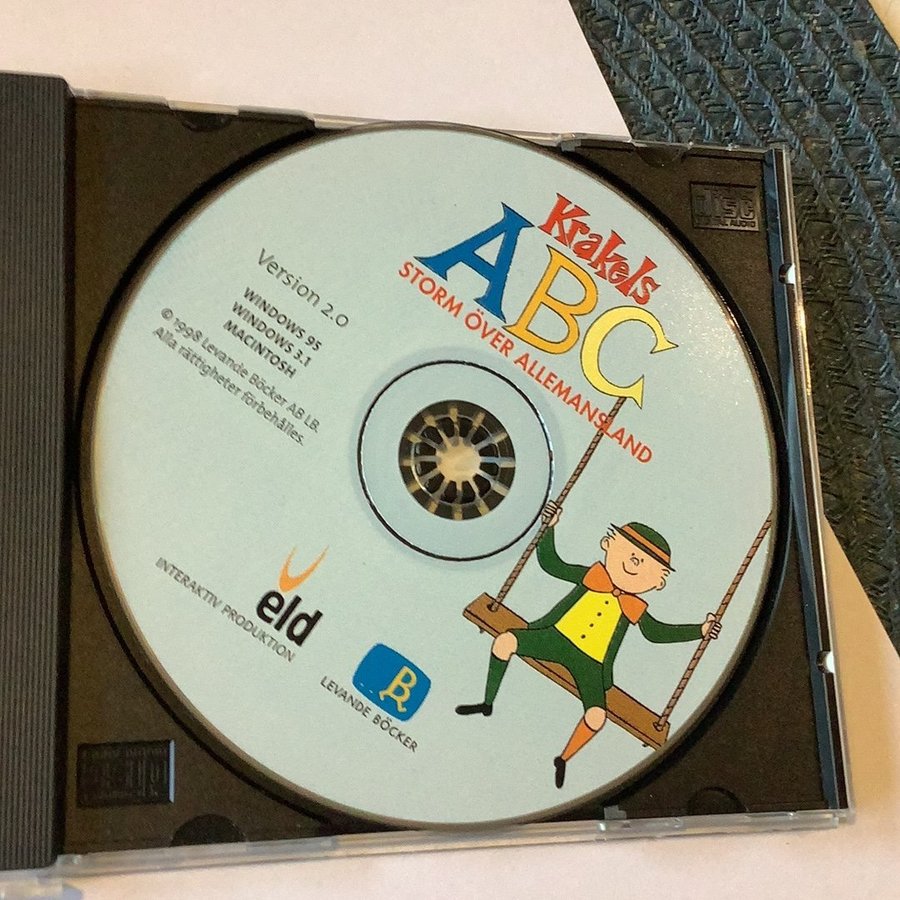 Krakels
ABC
STORM ÖVER ALLEMANSLAND
Version 2.0
WINDOWS 95
WINDOWS 3.1
MACINTOSH
© 1998 Levande Böcker AB LB.
Alla rättigheter förbehålles.
eld
INTERAKTIV PRODUKTION
B
LEVANDE BÖCKER